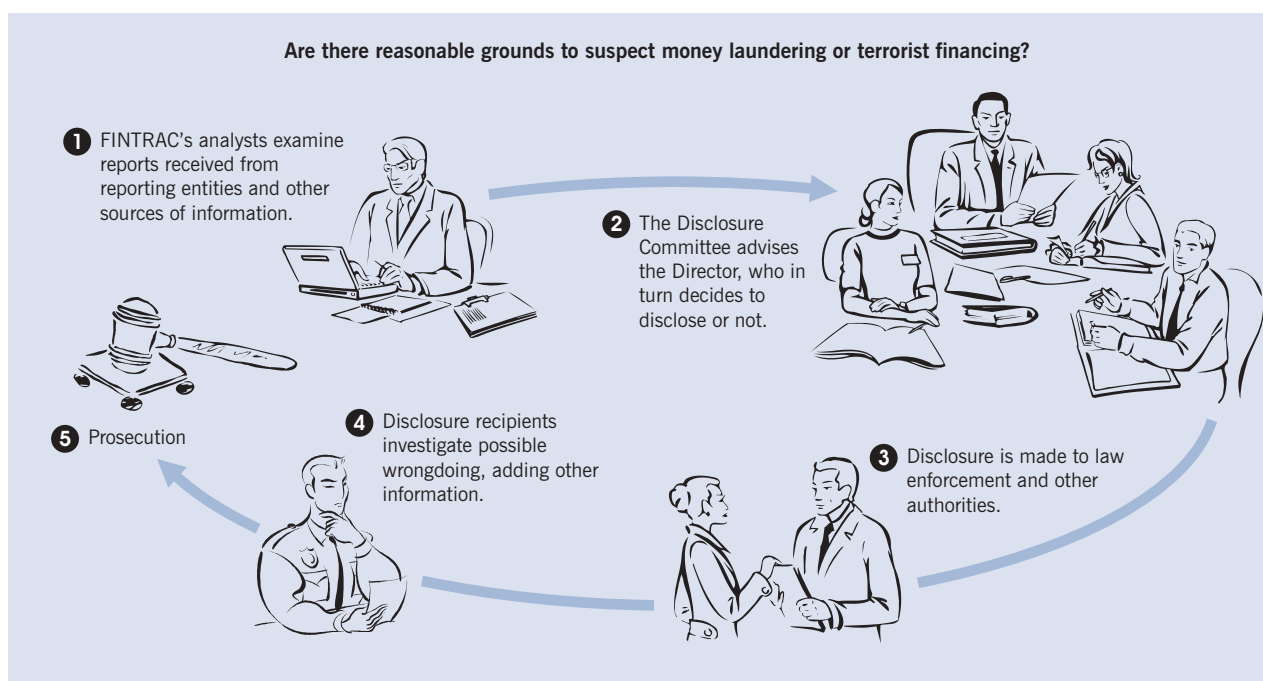 Are there reasonable grounds to suspect money laundering or terrorist financing?
1 FINTRAC's analysts examine
reports received from
reporting entities and other
sources of information.
2 The Disclosure
Committee advises
the Director, who in
turn decides to
disclose or not.
3 Disclosure is made to law
enforcement and other
authorities.
4 Disclosure recipients
investigate possible
wrongdoing, adding other
information.
5 Prosecution